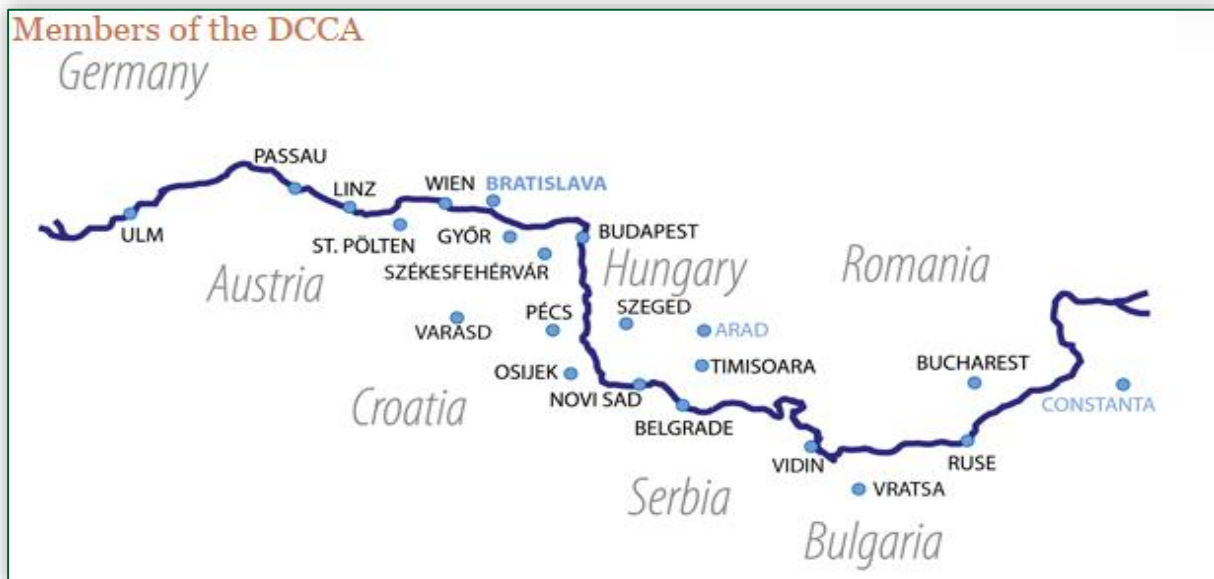 Members of the DCCA
Germany
PASSAU
LINZ
WIEN
BRATISLAVA
ULM
ST. PÖLTEN
GYŐR
BUDAPEST
SZÉKESFEHÉRVÁR
Austria
Hungary
Romania
VARASD
PÉCS
SZEGED
ARAD
OSIJEK
TIMISOARA
BUCHAREST
NOVI SAD
CONSTANTA
Croatia
BELGRADE
VIDIN
RUSE
Serbia
VRATSA
Bulgaria